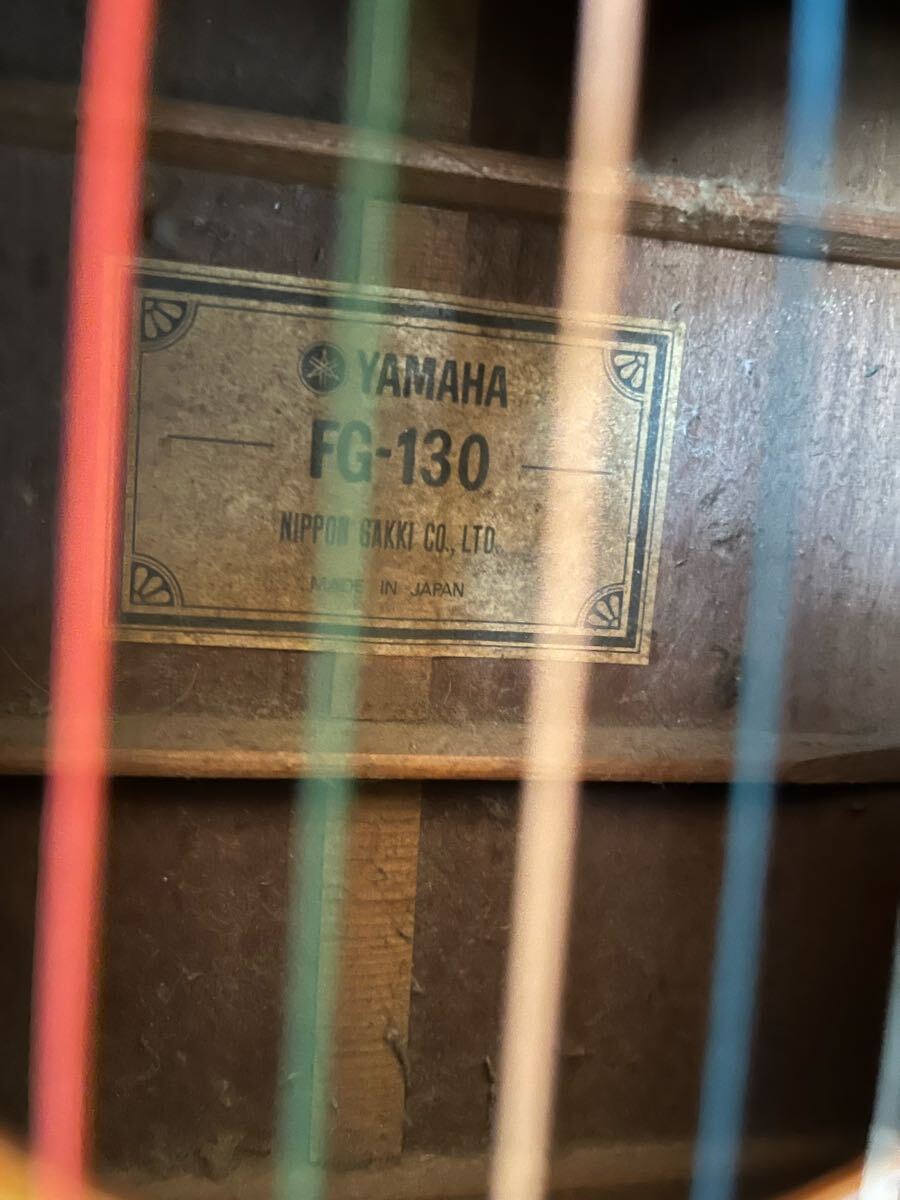 YAMAHA
FG-130
NIPPON GAKKI CO., LTD.
MADE IN JAPAN